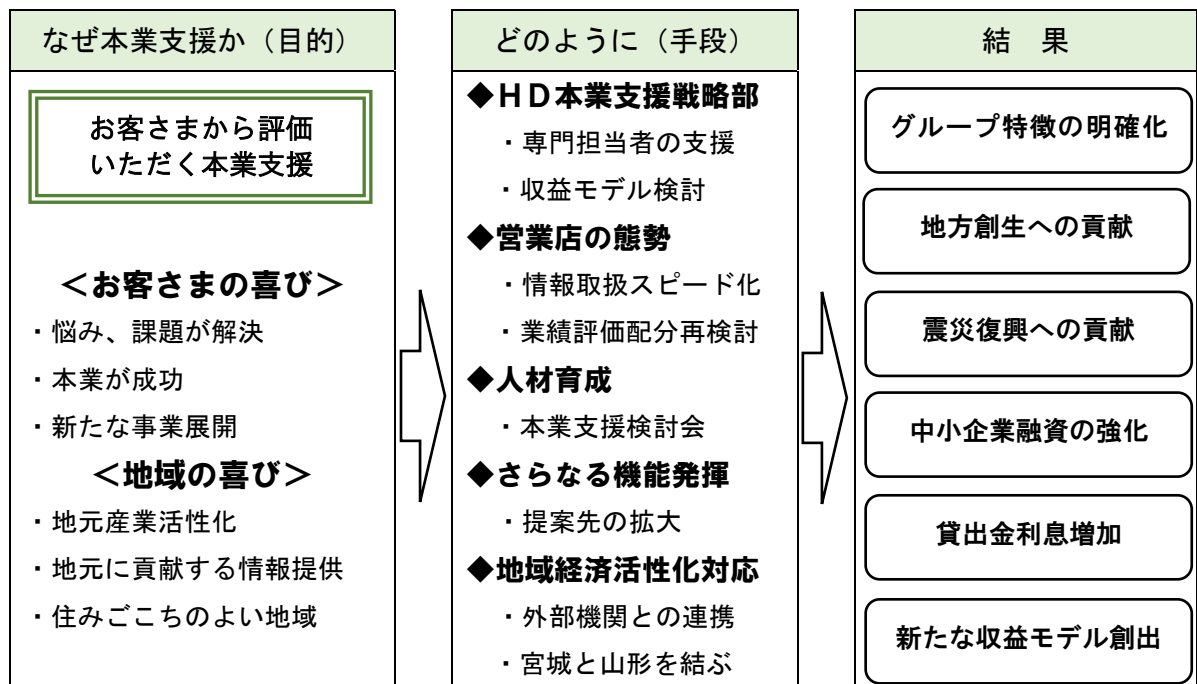 なぜ本業支援か（目的）
お客さまから評価
いただく本業支援
＜お客さまの喜び＞
・悩み、課題が解決
・本業が成功
・新たな事業展開
＜地域の喜び＞
・地元産業活性化
・地元に貢献する情報提供
・住みごこちのよい地域
どのように（手段）
◆ＨＤ本業支援戦略部
・専門担当者の支援
・収益モデル検討
◆営業店の態勢
・情報取扱スピード化
・業績評価配分再検討
◆人材育成
・本業支援検討会
◆さらなる機能発揮
・提案先の拡大
◆地域経済活性化対応
・外部機関との連携
・宮城と山形を結ぶ
結　果
グループ特徴の明確化
地方創生への貢献
震災復興への貢献
中小企業融資の強化
貸出金利息増加
新たな収益モデル創出